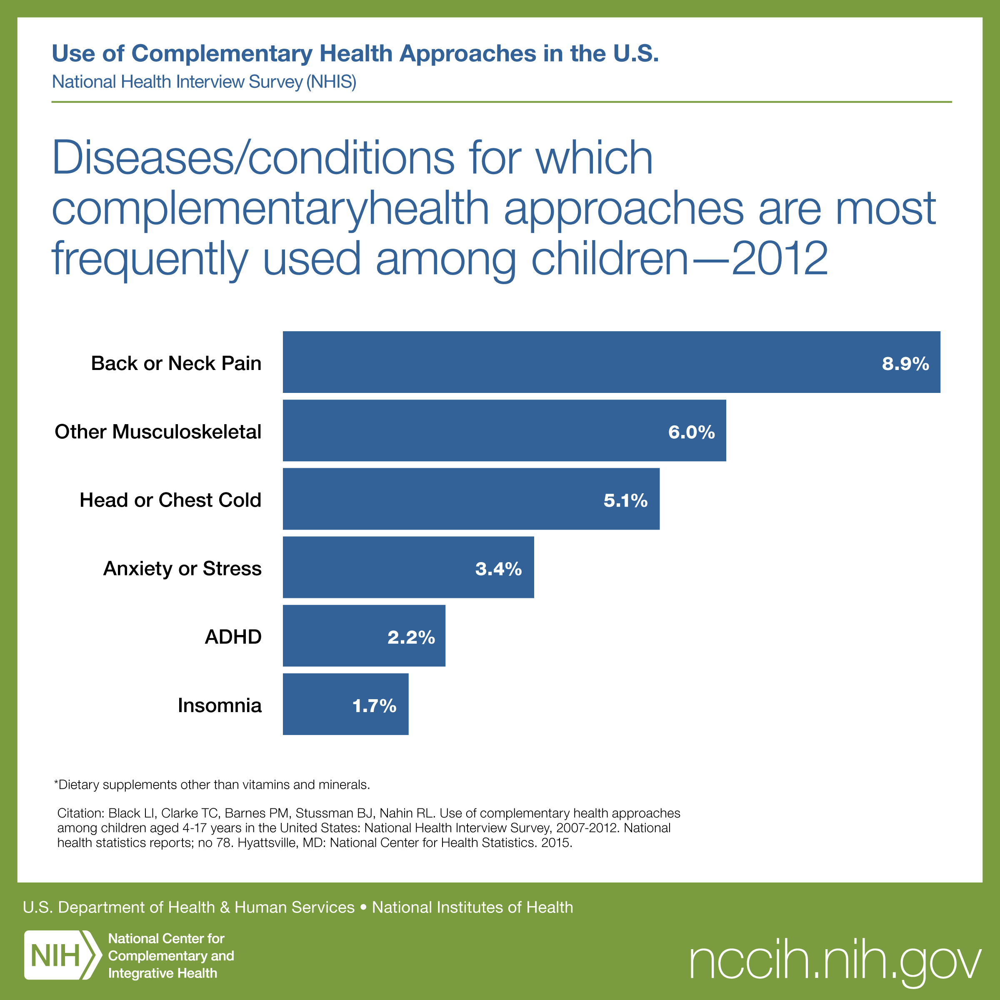 Use of Complementary Health Approaches in the U.S.
National Health Interview Survey (NHIS)
Diseases/conditions for which
complementaryhealth approaches are most
frequently used among children—2012
Back or Neck Pain 8.9%
Other Musculoskeletal 6.0%
Head or Chest Cold 5.1%
Anxiety or Stress 3.4%
ADHD 2.2%
Insomnia 1.7%
*Dietary supplements other than vitamins and minerals.
Citation: Black LI, Clarke TC, Barnes PM, Stussman BJ, Nahin RL. Use of complementary health approaches
among children aged 4-17 years in the United States: National Health Interview Survey, 2007-2012. National
health statistics reports; no 78. Hyattsville, MD: National Center for Health Statistics. 2015.
U.S. Department of Health & Human Services • National Institutes of Health
NIH
National Center for
Complementary and
Integrative Health
nccih.nih.gov